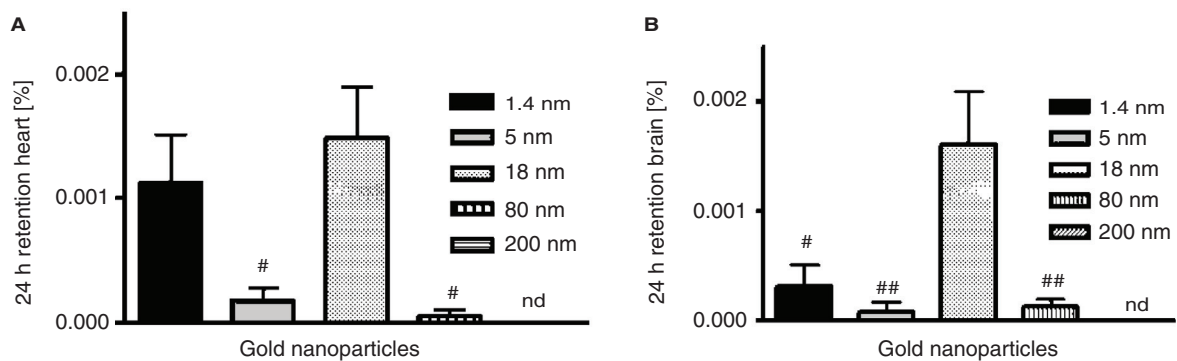 A
24 h retention heart [%]
0.002
0.001
0.000
#
#
nd
1.4 nm
5 nm
18 nm
80 nm
200 nm
Gold nanoparticles
B
24 h retention brain [%]
0.002
0.001
0.000
#
##
##
nd
1.4 nm
5 nm
18 nm
80 nm
200 nm
Gold nanoparticles